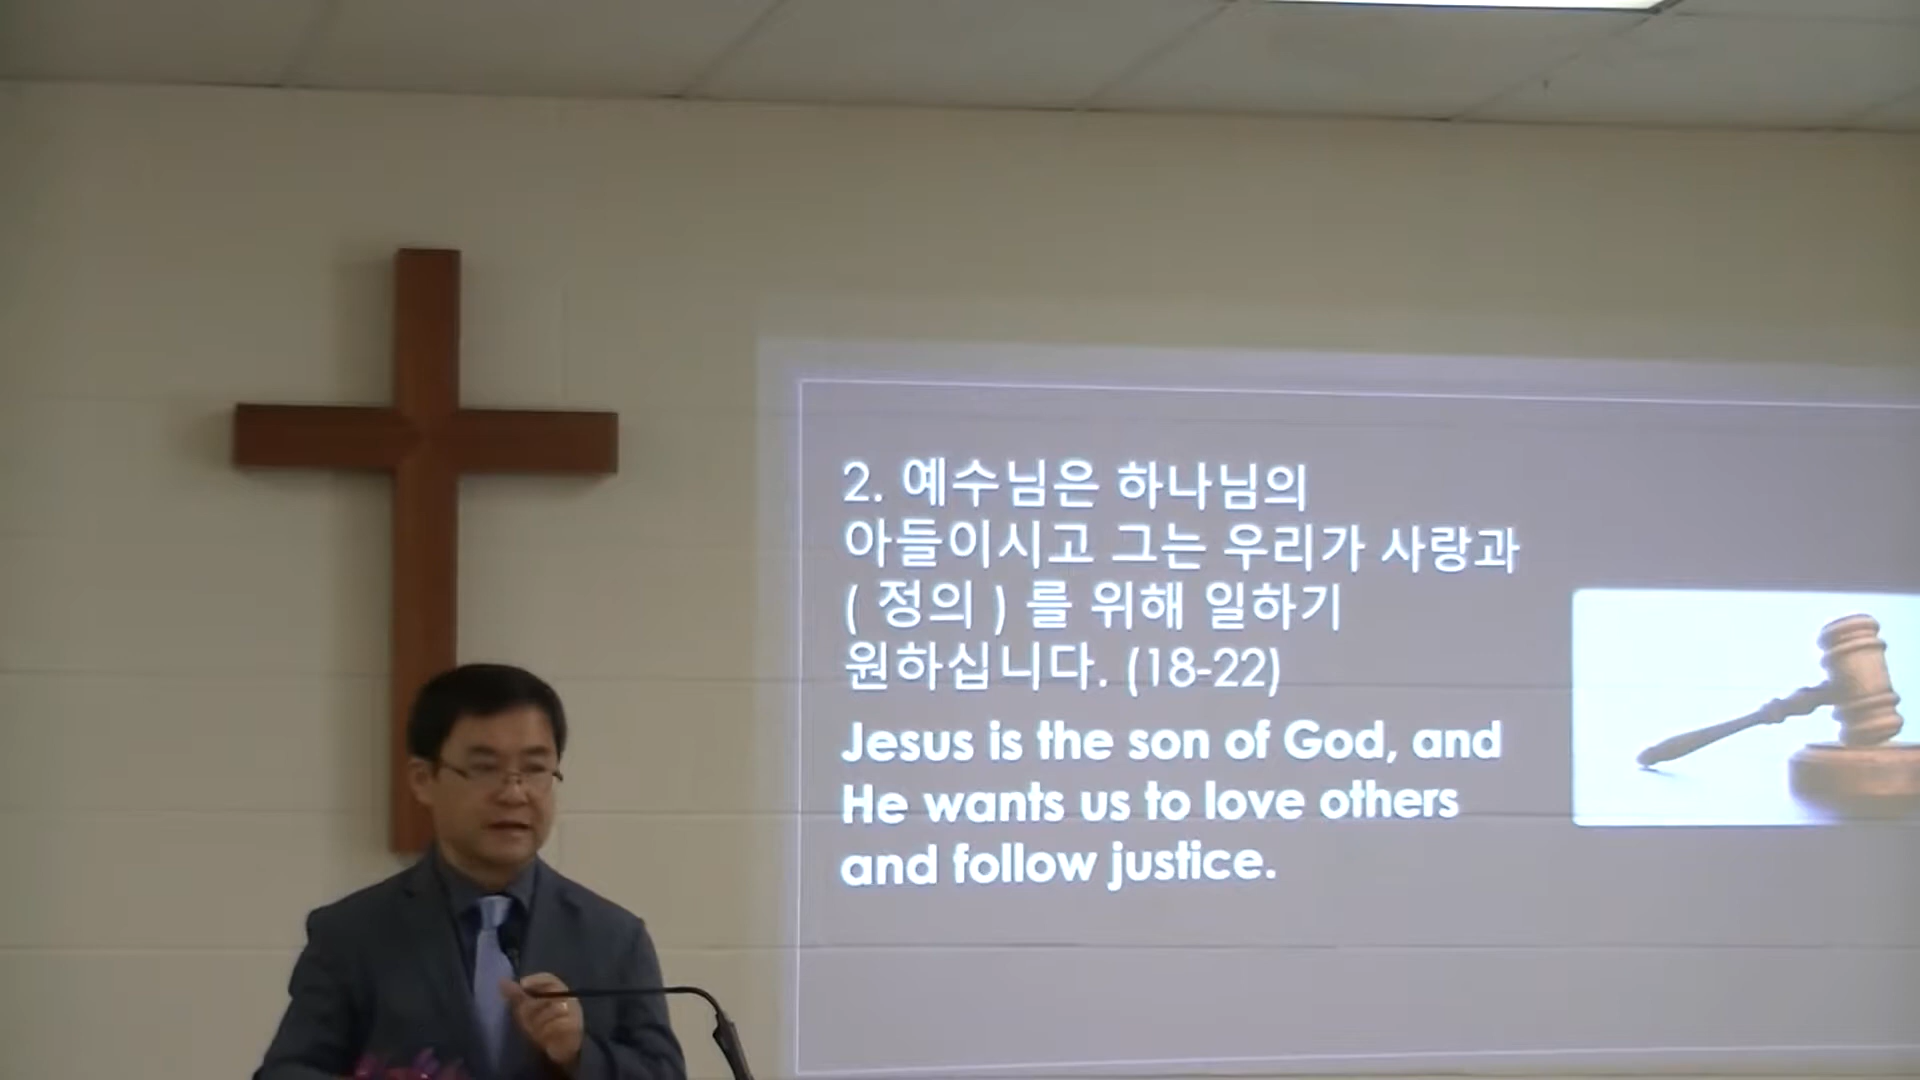 2. 예수님은 하나님의
아들이시고 그는 우리가 사랑과
( 정의 ) 를 위해 일하기
원하십니다. (18-22)
Jesus is the son of God, and
He wants us to love others
and follow justice.